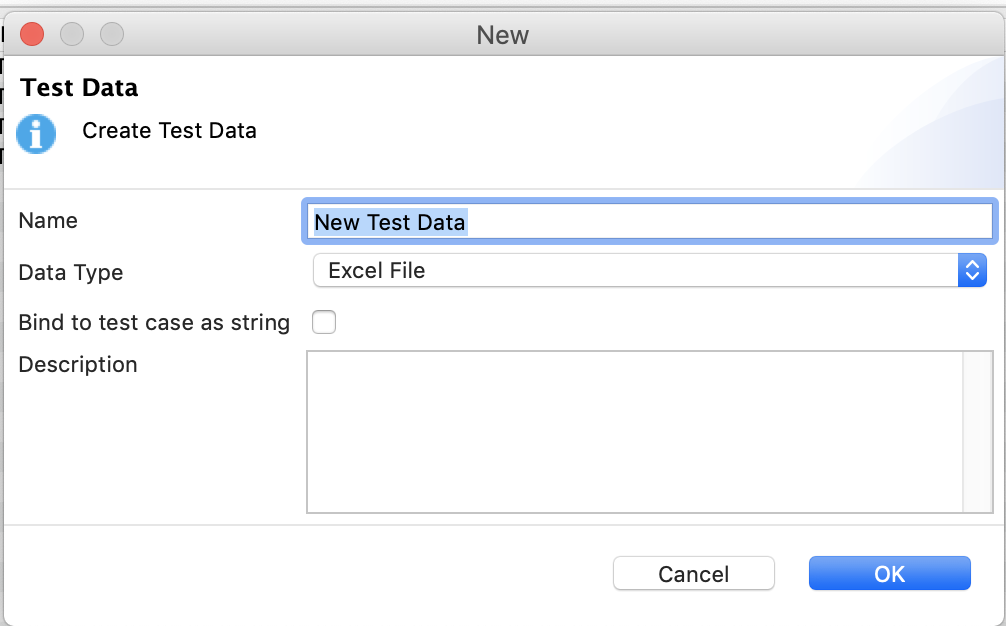 New
Test Data
Create Test Data
Name
New Test Data
Data Type
Excel File
Bind to test case as string
Description
Cancel
OK